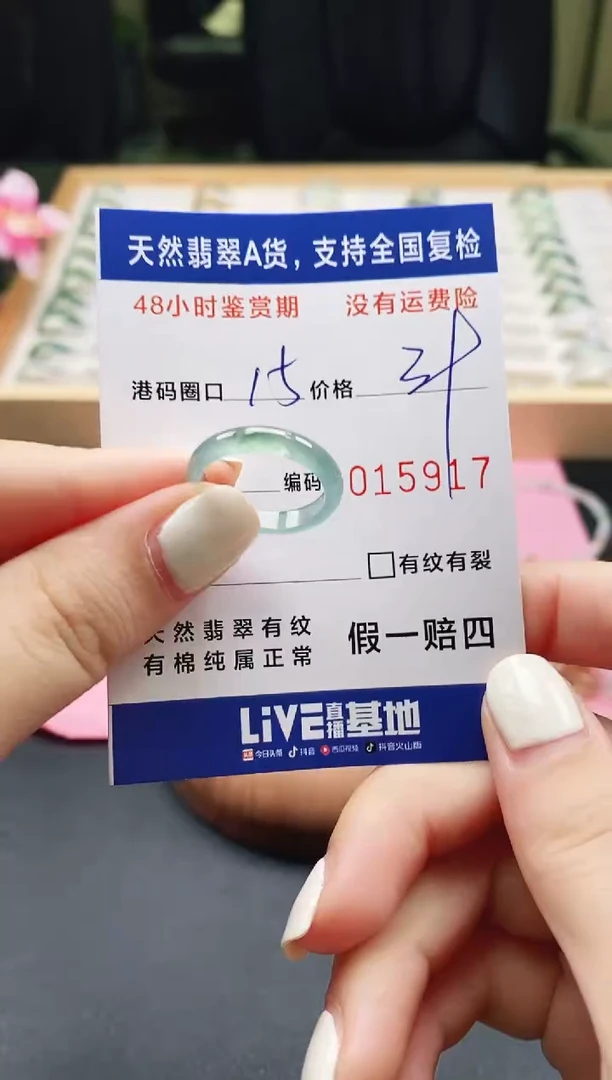 天然翡翠A货，支持全国复检
48小时鉴赏期 没有运费险
港码圈口 15 价格
编码 015917
有纹有裂
天然翡翠有纹
有棉纯属正常
假一赔四
LiVE直播基地
头条 今日头条 抖音 西瓜视频 抖音火山版